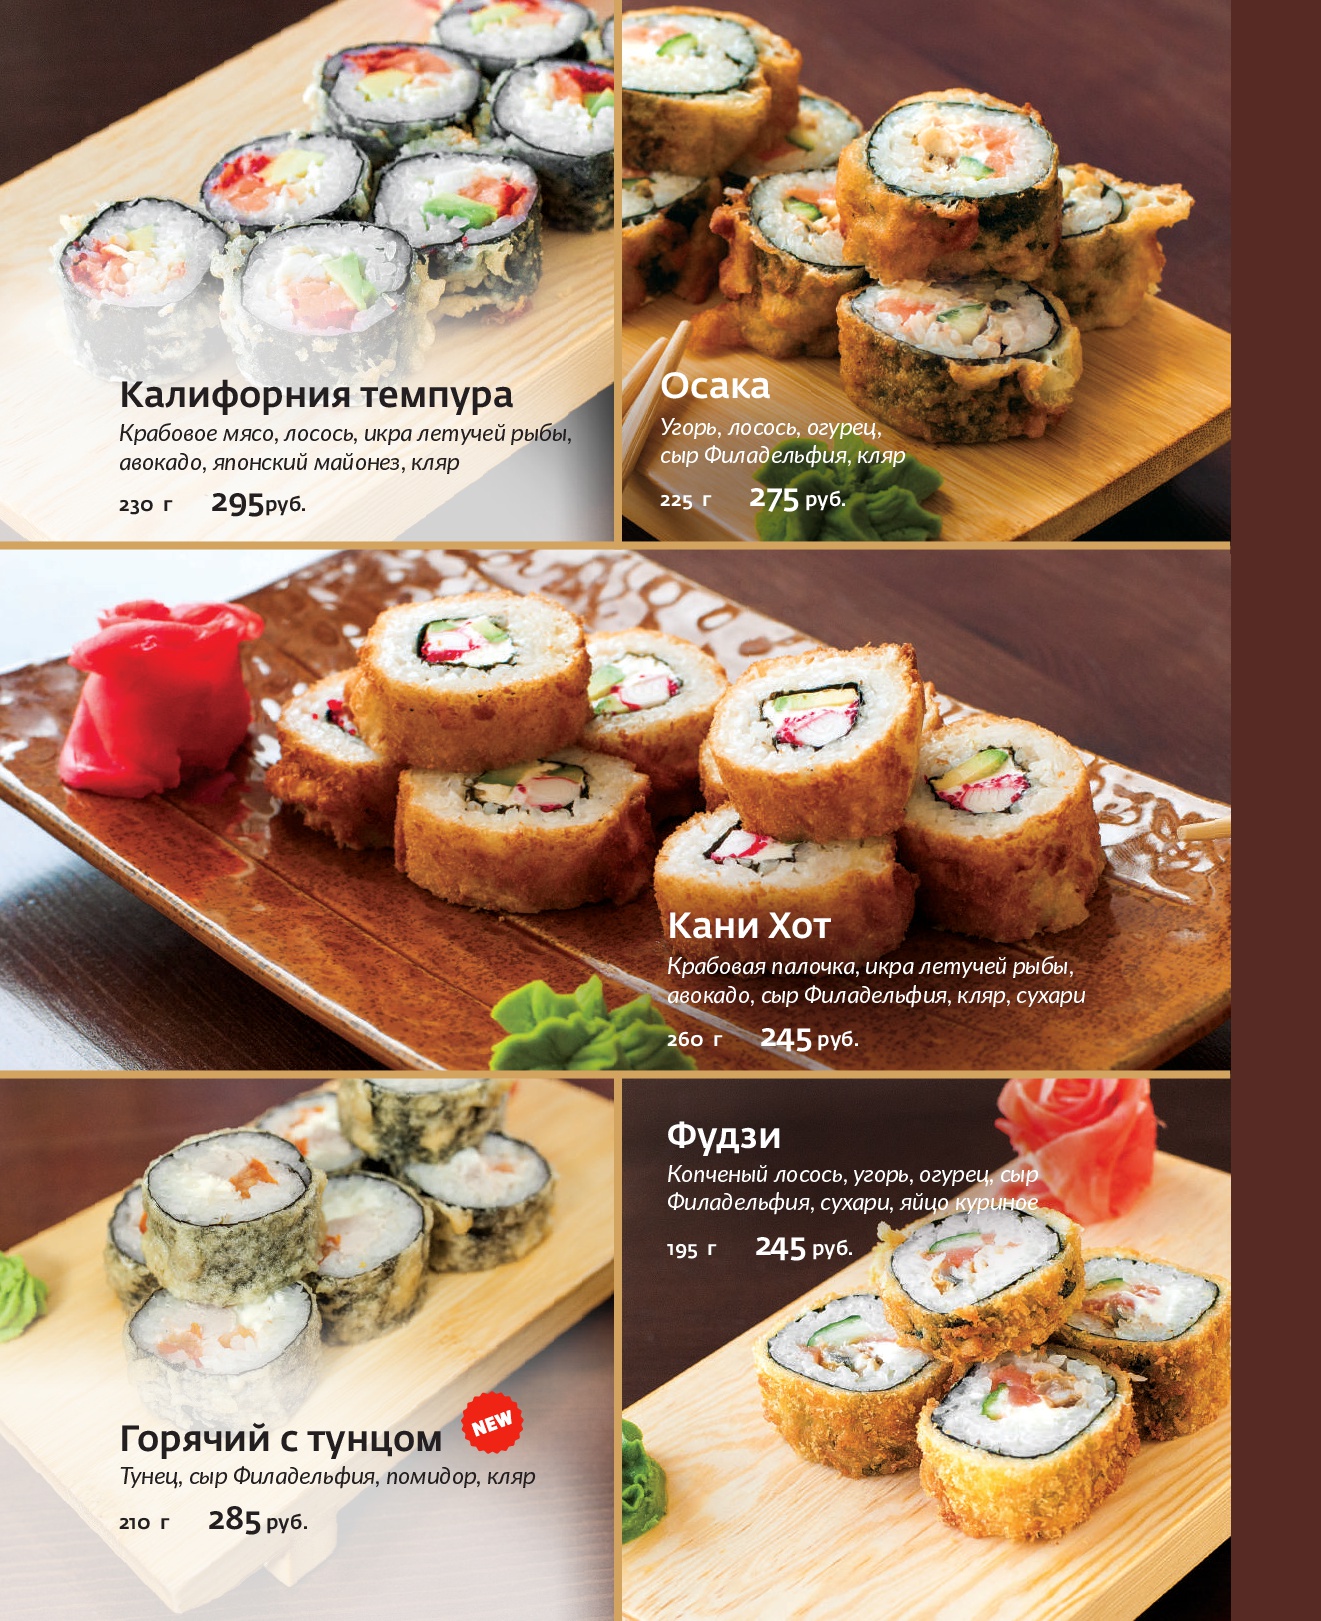 Калифорния темпура
Крабовое мясо, лосось, икра летучей рыбы,
авокадо, японский майонез, кляр
230 г 295руб.
Осака
Угорь, лосось, огурец,
сыр Филадельфия, кляр
225 г 275 руб.
Кани Хот
Крабовая палочка, икра летучей рыбы,
авокадо, сыр Филадельфия, кляр, сухари
260 г 245 руб.
Горячий с тунцом NEW
Тунец, сыр Филадельфия, помидор, кляр
210 г 285 руб.
Фудзи
Копченый лосось, угорь, огурец, сыр
Филадельфия, сухари, яйцо куриное
195 г 245 руб.